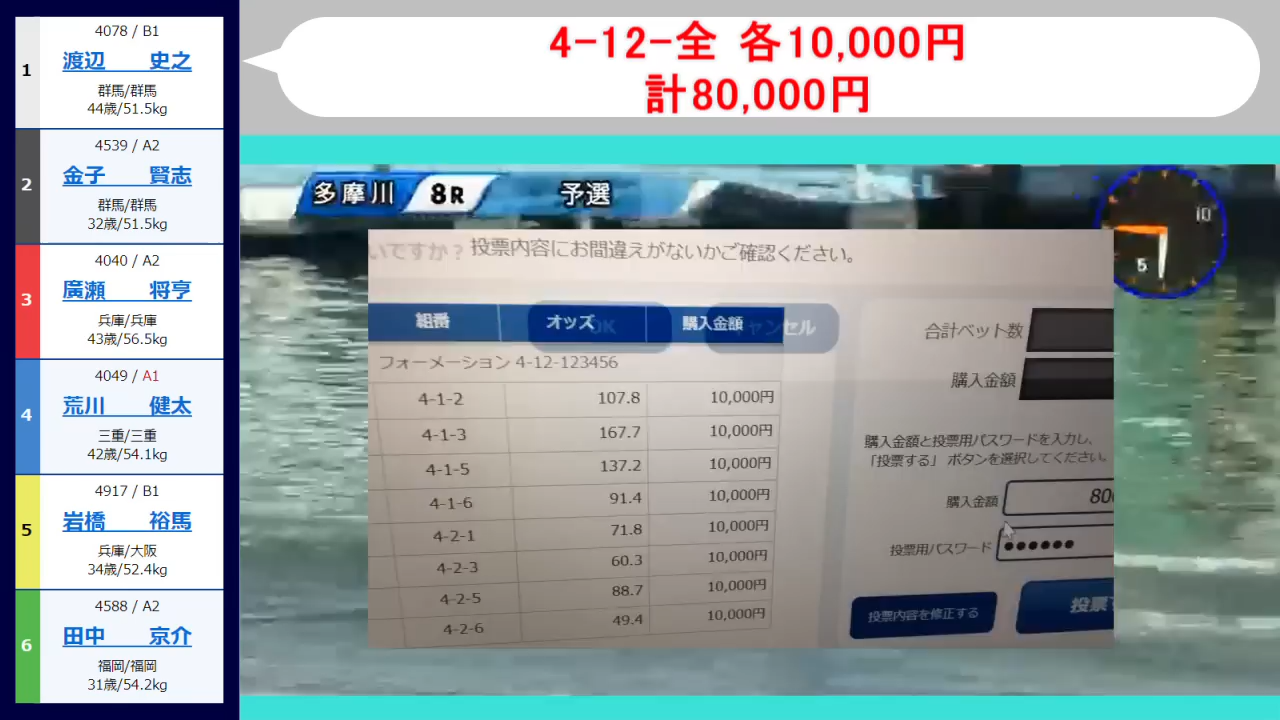 4-12-全 各10,000円
計80,000円
1
4078 / B1
渡辺 史之
群馬/群馬
44歳/51.5kg
2
4539 / A2
金子 賢志
群馬/群馬
32歳/51.5kg
3
4040 / A2
廣瀬 将亨
兵庫/兵庫
43歳/56.5kg
4
4049 / A1
荒川 健太
三重/三重
42歳/54.1kg
5
4917 / B1
岩橋 裕馬
兵庫/大阪
34歳/52.4kg
6
4588 / A2
田中 京介
福岡/福岡
31歳/54.2kg
多摩川 8R 予選
10
5
いですか？
投票内容にお間違えがないかご確認ください。
組番 オッズ 購入金額
OK キャンセル
フォーメーション 4-12-123456
4-1-2 107.8 10,000円
4-1-3 167.7 10,000円
4-1-5 137.2 10,000円
4-1-6 91.4 10,000円
4-2-1 71.8 10,000円
4-2-3 60.3 10,000円
4-2-5 88.7 10,000円
4-2-6 49.4 10,000円
合計ベット数
購入金額
購入金額と投票用パスワードを入力し、
「投票する」 ボタンを選択してください。
購入金額 800
投票用パスワード ●●●●●●
投票内容を修正する
投票す